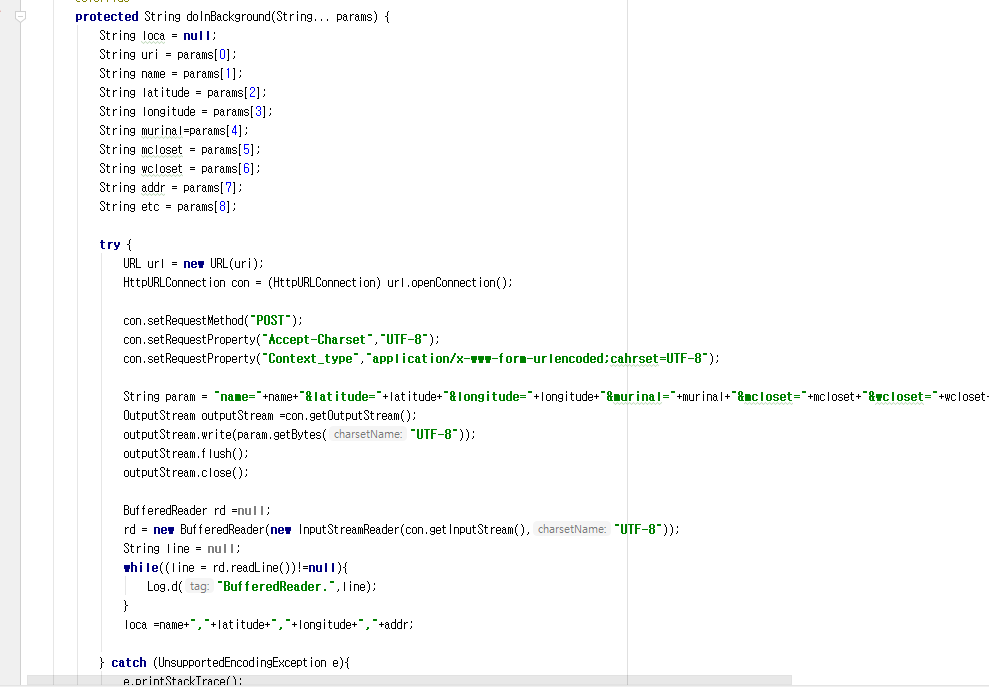 protected String doInBackground(String... params) {
String loca = null;
String uri = params[0];
String name = params[1];
String latitude = params[2];
String longitude = params[3];
String murinal=params[4];
String mcloset = params[5];
String wcloset = params[6];
String addr = params[7];
String etc = params[8];
try {
URL url = new URL(uri);
HttpURLConnection con = (HttpURLConnection) url.openConnection();
con.setRequestMethod("POST");
con.setRequestProperty("Accept-Charset","UTF-8");
con.setRequestProperty("Context_type","application/x-www-form-urlencoded;cahrset=UTF-8");
String param = "name="+name+"&latitude="+latitude+"&longitude="+longitude+"&murinal="+murinal+"&mcloset="+mcloset+"&wcloset="+wcloset+
OutputStream outputStream =con.getOutputStream();
outputStream.write(param.getBytes( charsetName: "UTF-8"));
outputStream.flush();
outputStream.close();
BufferedReader rd =null;
rd = new BufferedReader(new InputStreamReader(con.getInputStream(), charsetName: "UTF-8"));
String line = null;
while((line = rd.readLine())!=null){
Log.d( tag: "BufferedReader.",line);
}
loca =name+","+latitude+","+longitude+","+addr;
} catch (UnsupportedEncodingException e){
e.printStackTrace();